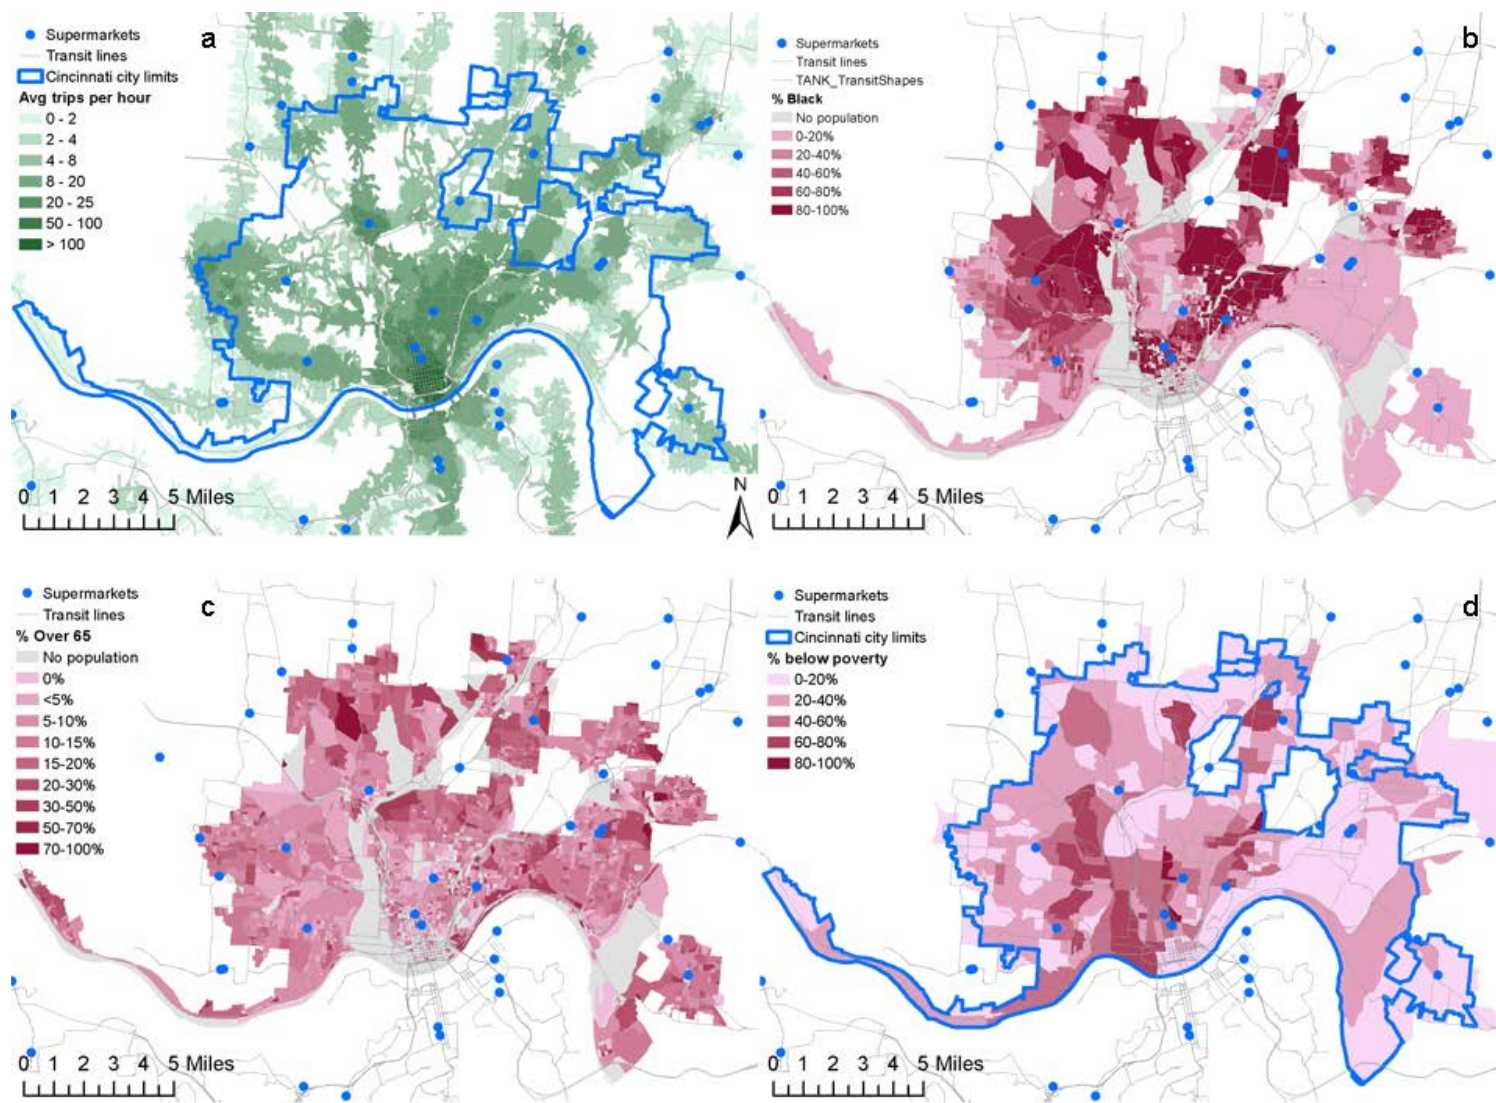 a
Supermarkets
Transit lines
Cincinnati city limits
Avg trips per hour
0 - 2
2 - 4
4 - 8
8 - 20
20 - 25
50 - 100
> 100
0 1 2 3 4 5 Miles
N
b
Supermarkets
Transit lines
TANK_TransitShapes
% Black
No population
0-20%
20-40%
40-60%
60-80%
80-100%
0 1 2 3 4 5 Miles
c
Supermarkets
Transit lines
% Over 65
No population
0%
<5%
5-10%
10-15%
15-20%
20-30%
30-50%
50-70%
70-100%
0 1 2 3 4 5 Miles
d
Supermarkets
Transit lines
Cincinnati city limits
% below poverty
0-20%
20-40%
40-60%
60-80%
80-100%
0 1 2 3 4 5 Miles